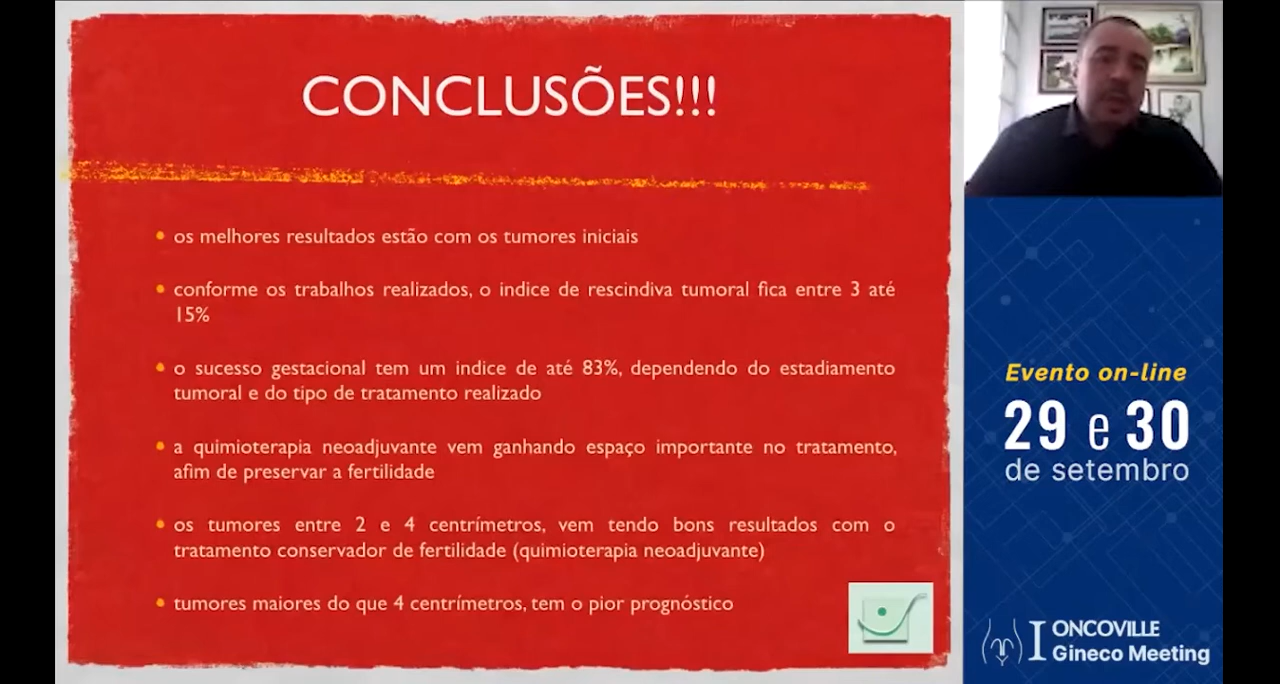 CONCLUSÕES!!!
os melhores resultados estão com os tumores iniciais
conforme os trabalhos realizados, o indice de rescindiva tumoral fica entre 3 até
15%
o sucesso gestacional tem um indice de até 83%, dependendo do estadiamento
tumoral e do tipo de tratamento realizado
a quimioterapia neoadjuvante vem ganhando espaço importante no tratamento,
afim de preservar a fertilidade
os tumores entre 2 e 4 centrímetros, vem tendo bons resultados com o
tratamento conservador de fertilidade (quimioterapia neoadjuvante)
tumores maiores do que 4 centrímetros, tem o pior prognóstico
Evento on-line
29 e 30
de setembro
I ONCOVILLE
Gineco Meeting